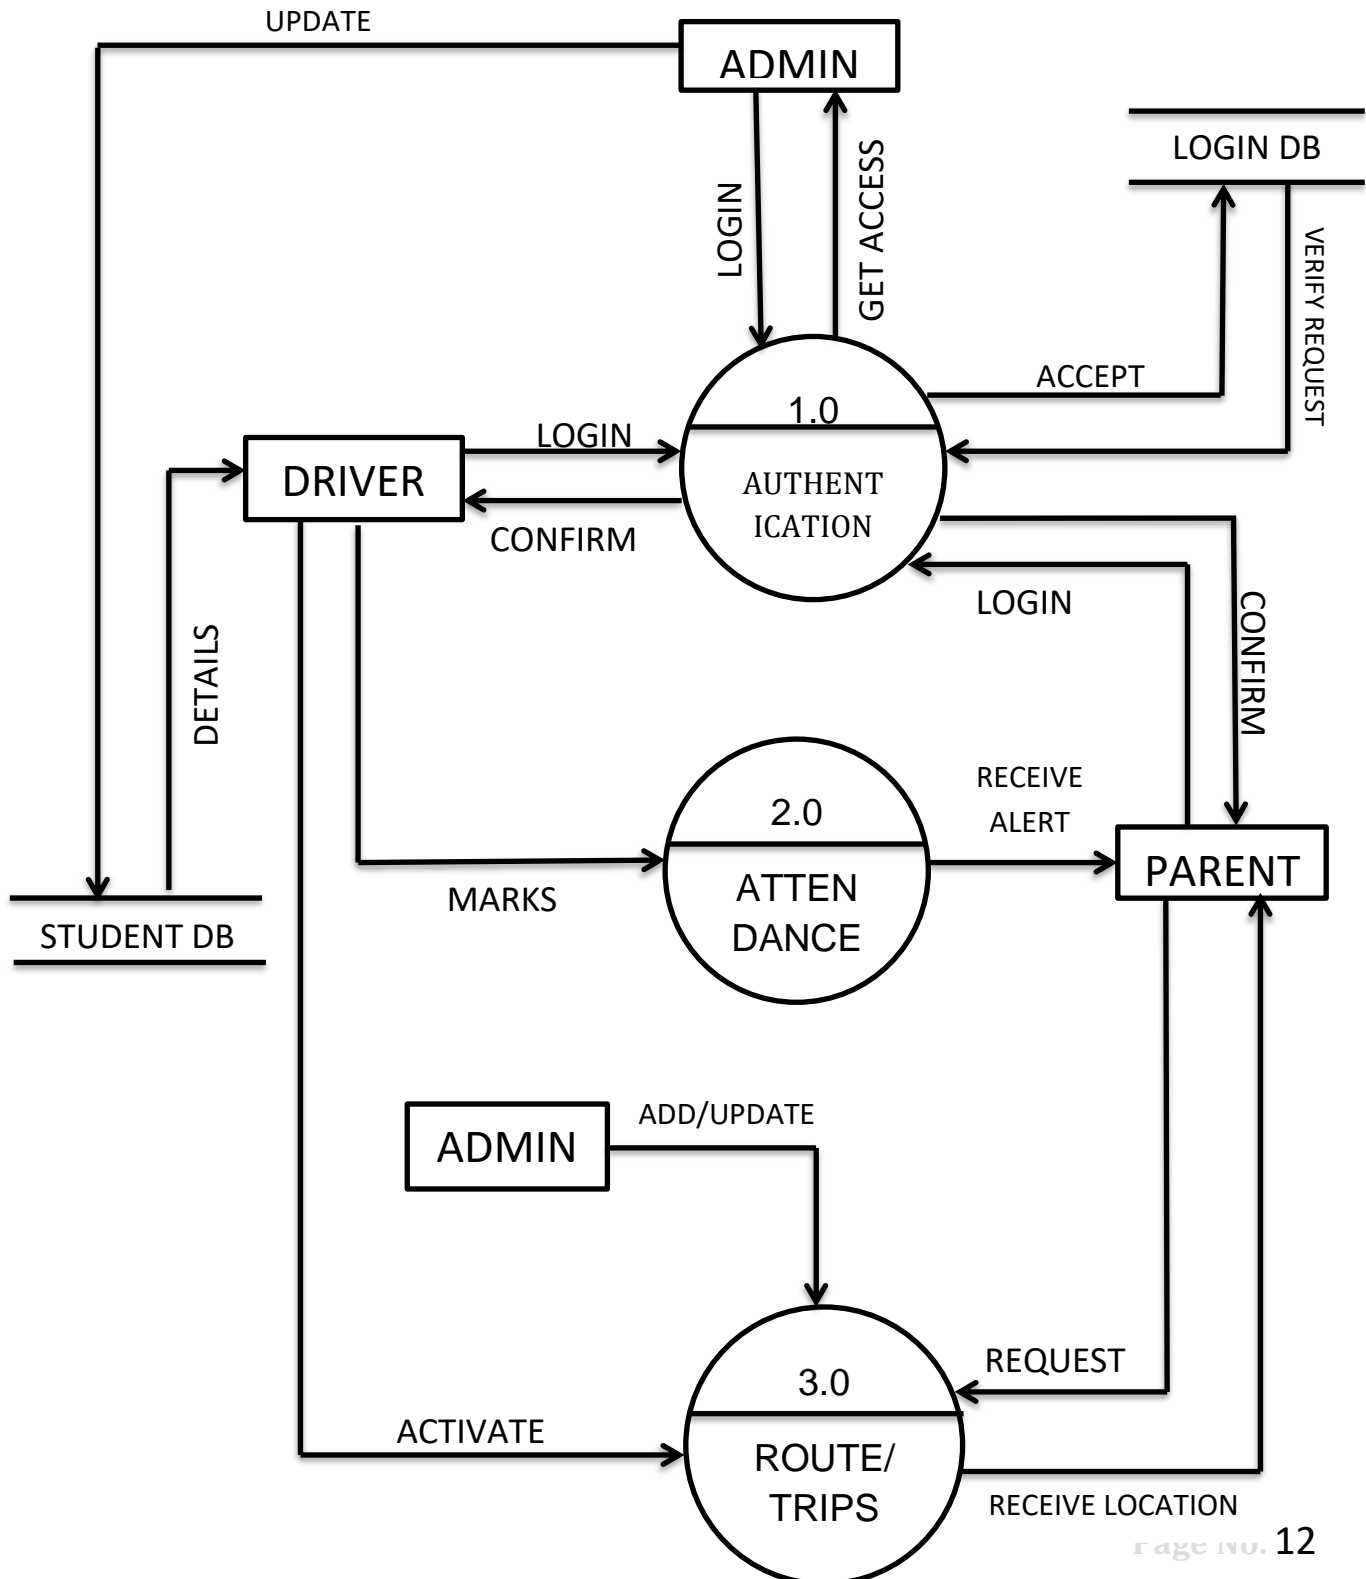 UPDATE
ADMIN
LOGIN DB
LOGIN
GET ACCESS
VERIFY REQUEST
ACCEPT
1.0
LOGIN
DRIVER
AUTHENT
ICATION
CONFIRM
LOGIN
CONFIRM
DETAILS
RECEIVE
ALERT
2.0
PARENT
ATTEN
DANCE
MARKS
STUDENT DB
ADD/UPDATE
ADMIN
REQUEST
3.0
ACTIVATE
ROUTE/
TRIPS
RECEIVE LOCATION
Page No. 12